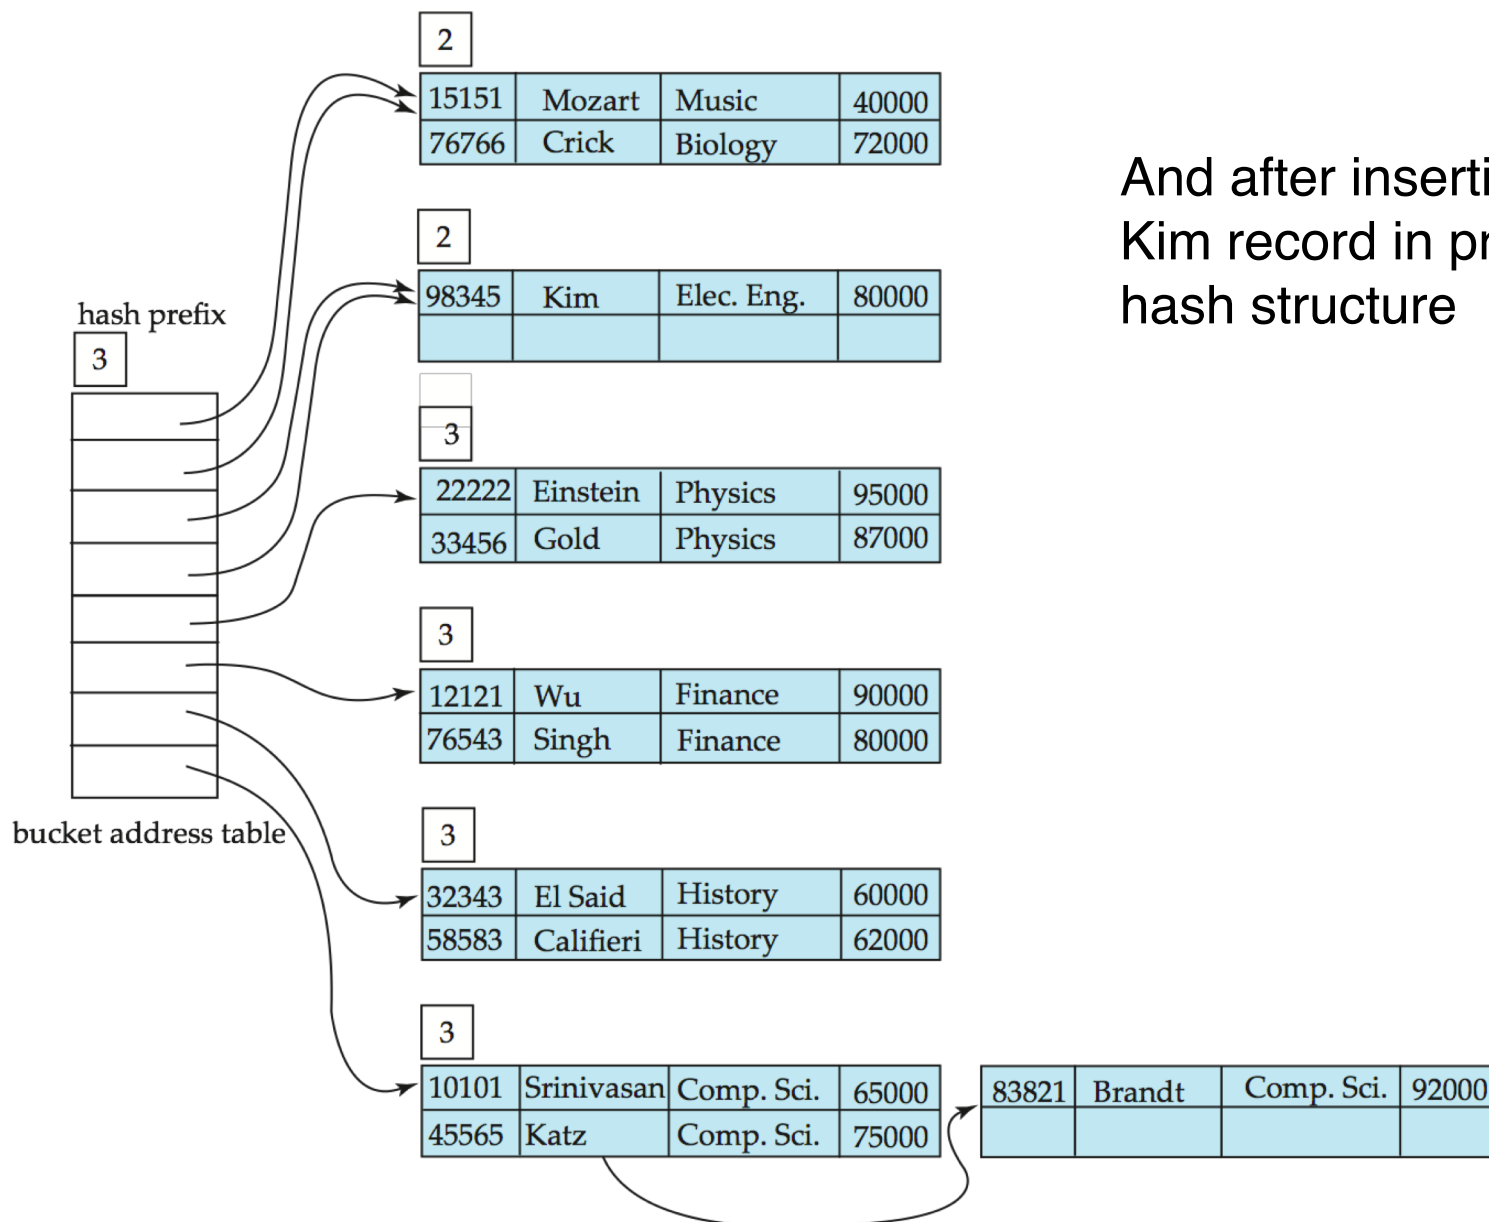 2
15151 Mozart Music 40000
76766 Crick Biology 72000
And after
Kim record in
hash structure
2
98345 Kim Elec. Eng. 80000
hash prefix
3
3
22222 Einstein Physics 95000
33456 Gold Physics 87000
3
12121 Wu Finance 90000
76543 Singh Finance 80000
bucket address table
3
32343 El Said History 60000
58583 Califieri History 62000
3
10101 Srinivasan Comp. Sci. 65000
45565 Katz Comp. Sci. 75000
83821 Brandt Comp. Sci. 92000